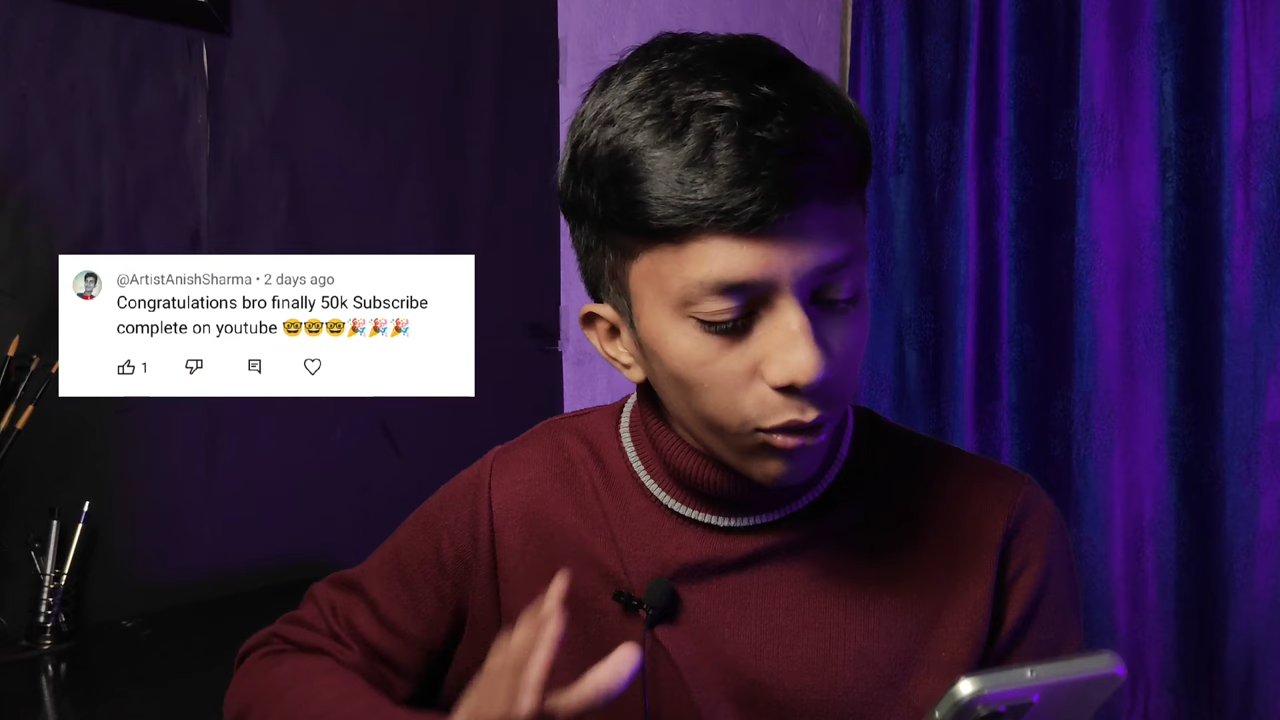 @ArtistAnishSharma • 2 days ago
Congratulations bro finally 50k Subscribe
complete on youtube 🤓🤓🤓🎉🎉🎉
1